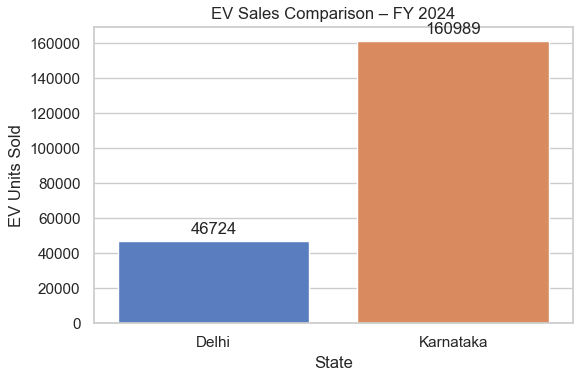 EV Sales Comparison – FY 2024
160989
160000
140000
120000
100000
80000
60000
40000
20000
0
46724
EV Units Sold
Delhi
Karnataka
State